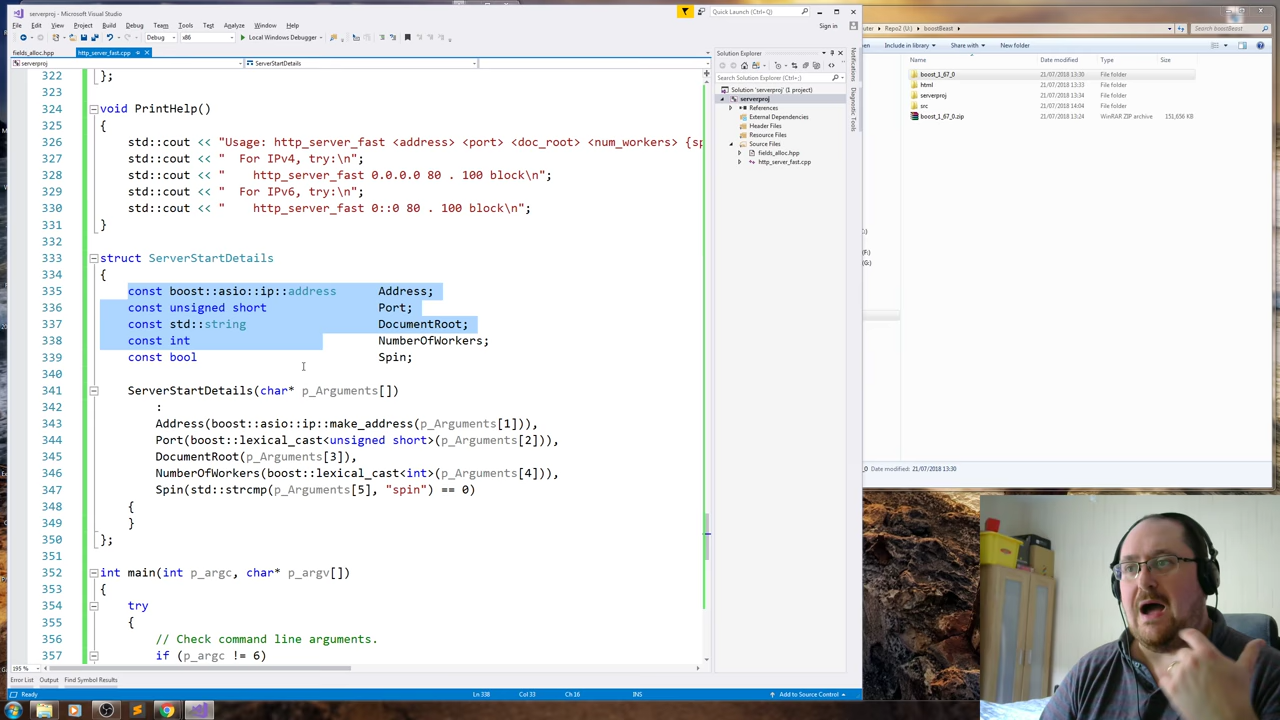 serverproj - Microsoft Visual Studio
Quick Launch (Ctrl+;)
File Edit View Project Build Debug Team Tools Test Analyze Window Help
Sign in
Debug x86 Local Windows Debugger
fields_alloc.hpp http_server_fast.cpp
serverproj ServerStartDetails
322 };
323
324 void PrintHelp()
325 {
326 std::cout << "Usage: http_server_fast <address> <port> <doc_root> <num_workers> {sp
327 std::cout << "  For IPv4, try:\n";
328 std::cout << "    http_server_fast 0.0.0.0 80 . 100 block\n";
329 std::cout << "  For IPv6, try:\n";
330 std::cout << "    http_server_fast 0::0 80 . 100 block\n";
331 }
332
333 struct ServerStartDetails
334 {
335 const boost::asio::ip::address Address;
336 const unsigned short Port;
337 const std::string DocumentRoot;
338 const int NumberOfWorkers;
339 const bool Spin;
340
341 ServerStartDetails(char* p_Arguments[])
342 :
343 Address(boost::asio::ip::make_address(p_Arguments[1])),
344 Port(boost::lexical_cast<unsigned short>(p_Arguments[2])),
345 DocumentRoot(p_Arguments[3]),
346 NumberOfWorkers(boost::lexical_cast<int>(p_Arguments[4])),
347 Spin(std::strcmp(p_Arguments[5], "spin") == 0)
348 {
349 }
350 };
351
352 int main(int p_argc, char* p_argv[])
353 {
354 try
355 {
356 // Check command line arguments.
357 if (p_argc != 6)
195 %
Error List Output Find Symbol Results
Ready Ln 338 Col 33 Ch 16 INS Add to Source Control
Solution Explorer
Search Solution Explorer (Ctrl+;)
Solution 'serverproj' (1 project)
serverproj
References
External Dependencies
Header Files
Resource Files
Source Files
fields_alloc.hpp
http_server_fast.cpp
Notifications
Diagnostic Tools
Repo2 (U:) boostBeast
Search boostBeast
Include in library Share with New folder
Name Date modified Type Size
boost_1_67_0 21/07/2018 13:30 File folder
html 21/07/2018 13:33 File folder
serverproj 21/07/2018 13:40 File folder
src 21/07/2018 14:04 File folder
boost_1_67_0.zip 21/07/2018 13:24 WinRAR ZIP archive 151,656 KB
(F:)
(G:)
Date modified: 21/07/2018 13:30